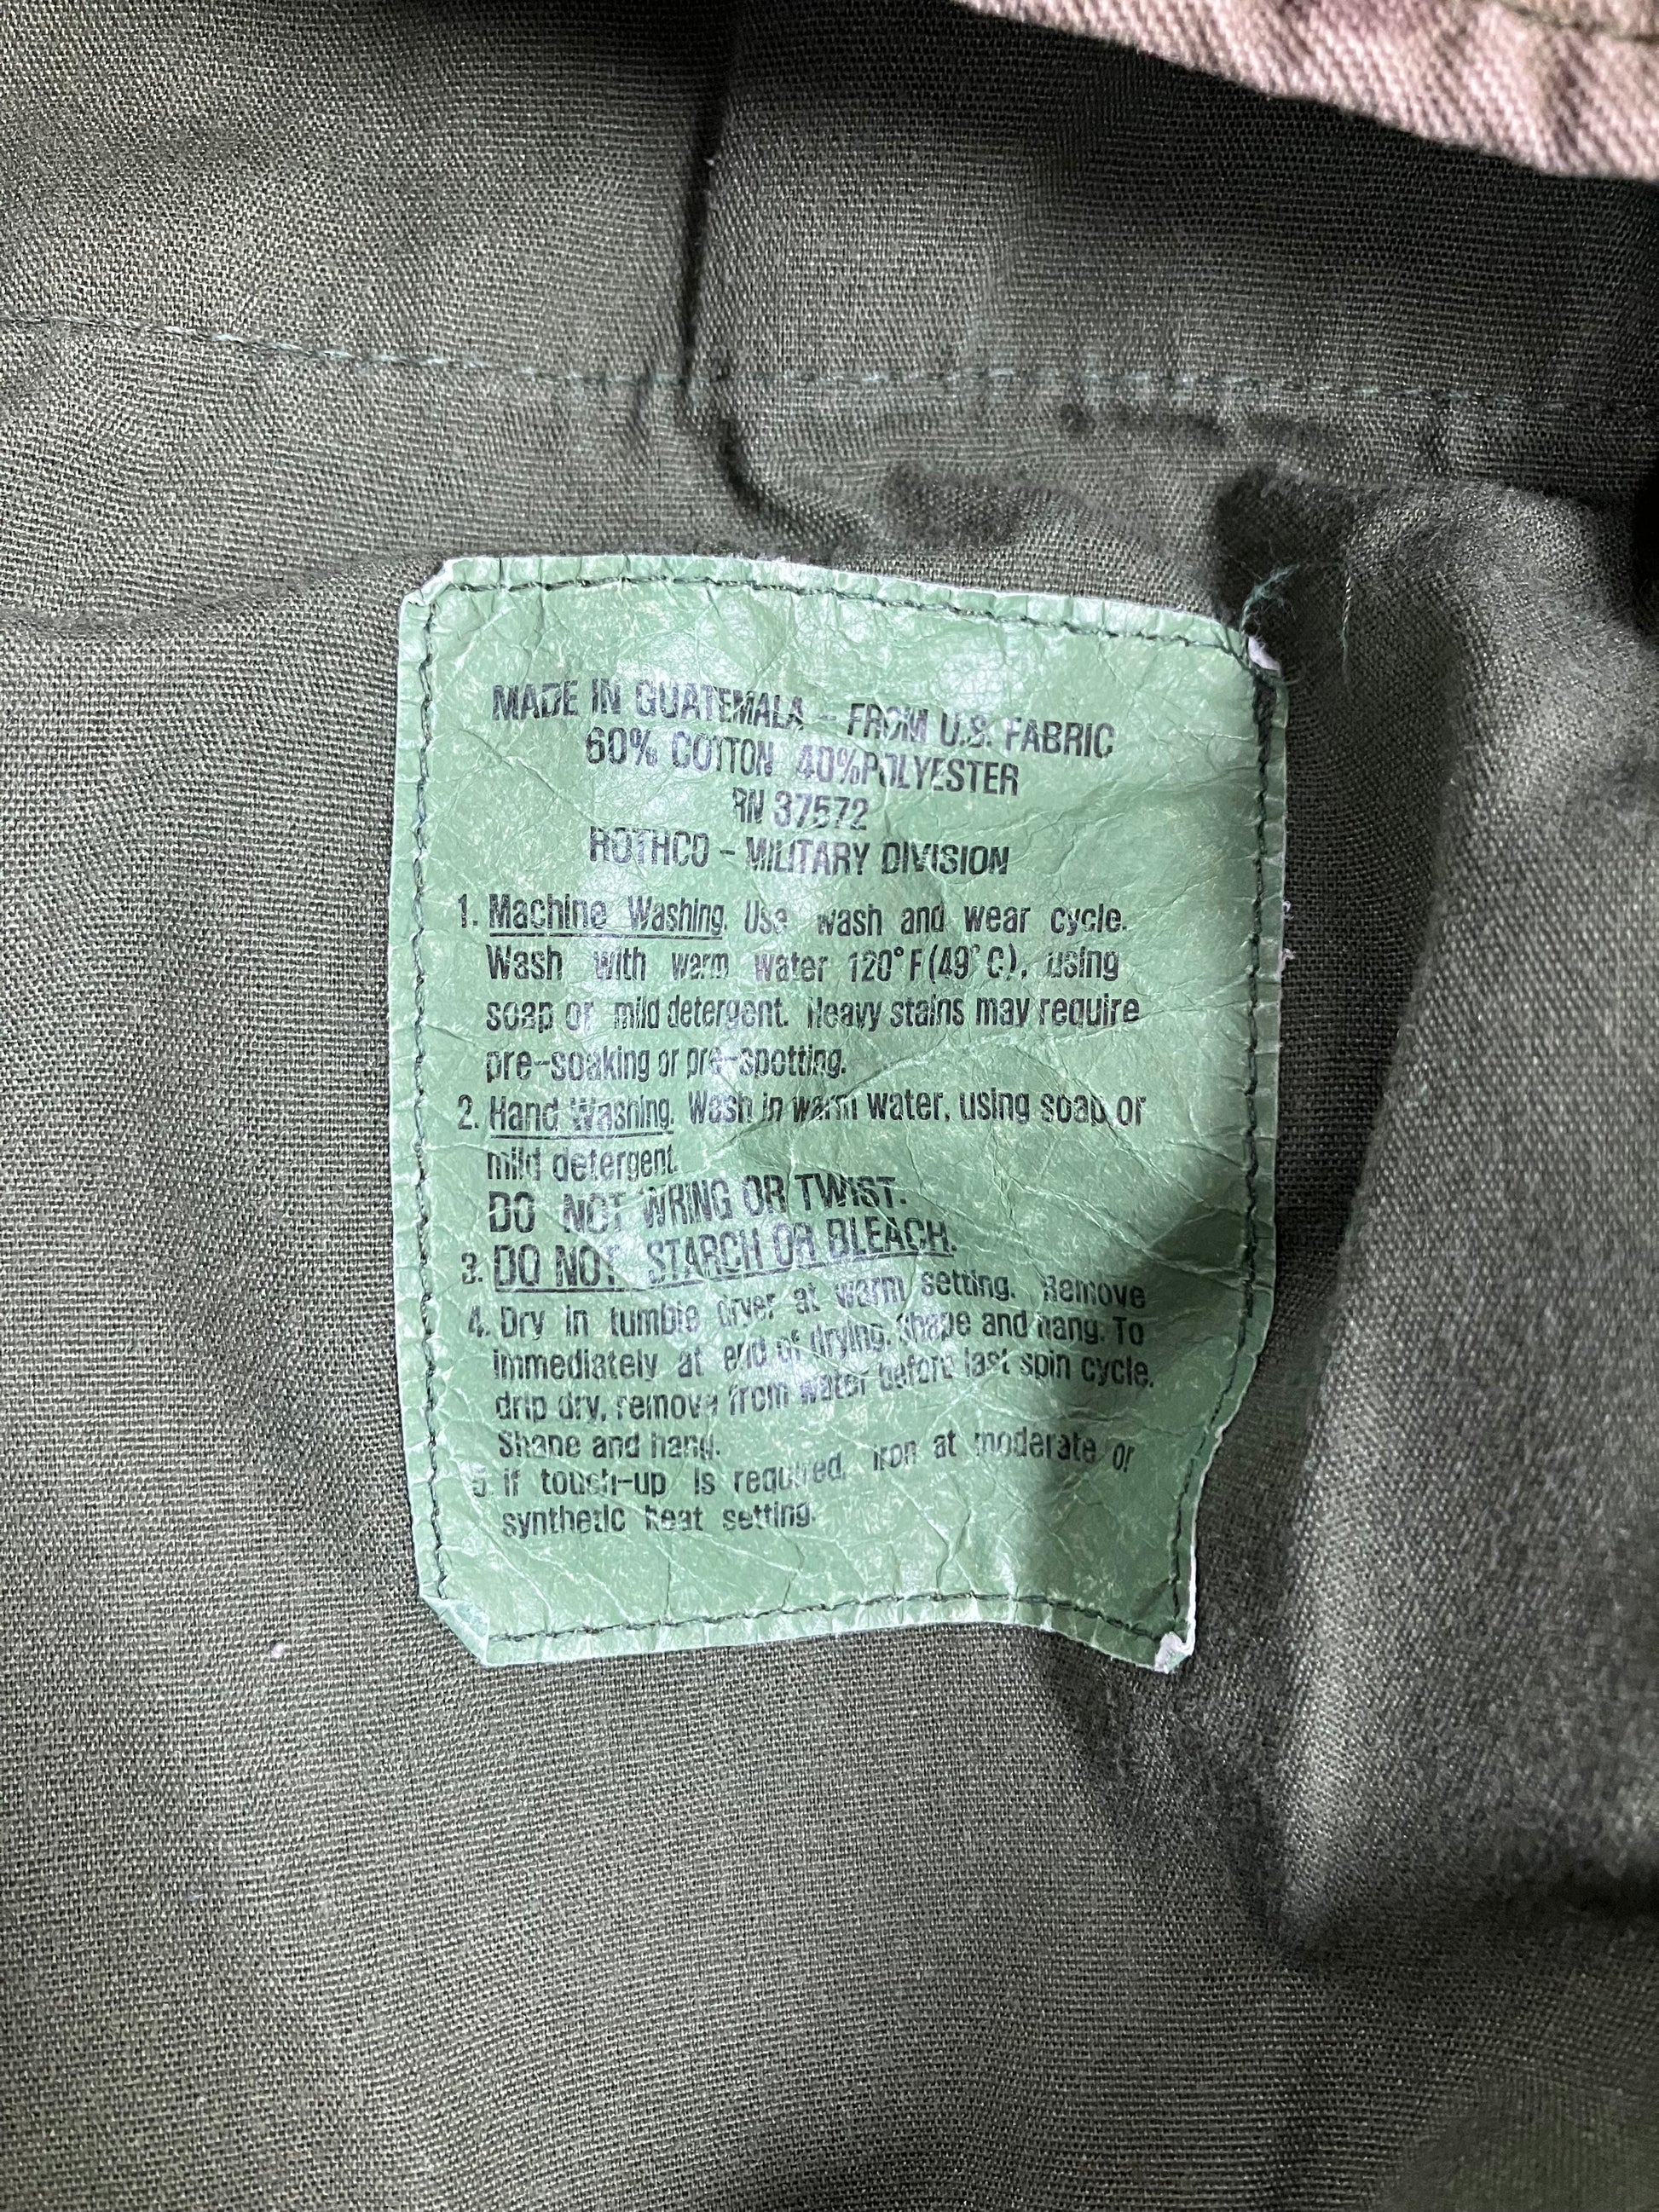 MADE IN GUATEMALA – FROM U.S. FABRIC
60% COTTON 40%POLYESTER
RN 37572
ROTHCO – MILITARY DIVISION
1. Machine Washing. Use wash and wear cycle.
Wash with warm water 120°F(49°C), using
soap or mild detergent. Heavy stains may require
pre-soaking or pre-spotting.
2. Hand Washing. Wash in warm water, using soap or
mild detergent.
DO NOT WRING OR TWIST.
3. DO NOT STARCH OR BLEACH.
4. Dry in tumble dryer at warm setting. Remove
immediately at end of drying. Shape and hang. To
drip dry, remove from water before last spin cycle.
Shape and hang.
5. If touch-up is required, iron at moderate or
synthetic heat setting.